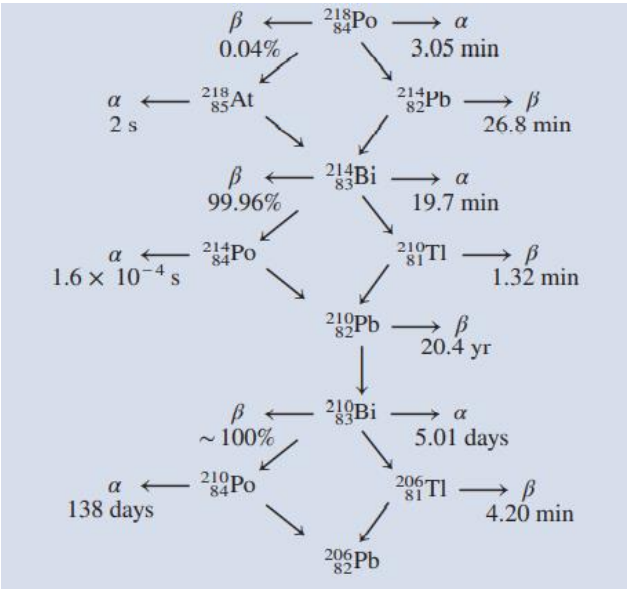 β ← ²¹⁸₈₄Po → α
0.04% 3.05 min
α ← ²¹⁸₈₅At ²¹⁴₈₂Pb → β
2 s 26.8 min
β ← ²¹⁴₈₃Bi → α
99.96% 19.7 min
α ← ²¹⁴₈₄Po ²¹⁰₈₁Tl → β
1.6 × 10⁻⁴ s 1.32 min
²¹⁰₈₂Pb → β
20.4 yr
β ← ²¹⁰₈₃Bi → α
~ 100% 5.01 days
α ← ²¹⁰₈₄Po ²⁰⁶₈₁Tl → β
138 days 4.20 min
²⁰⁶₈₂Pb